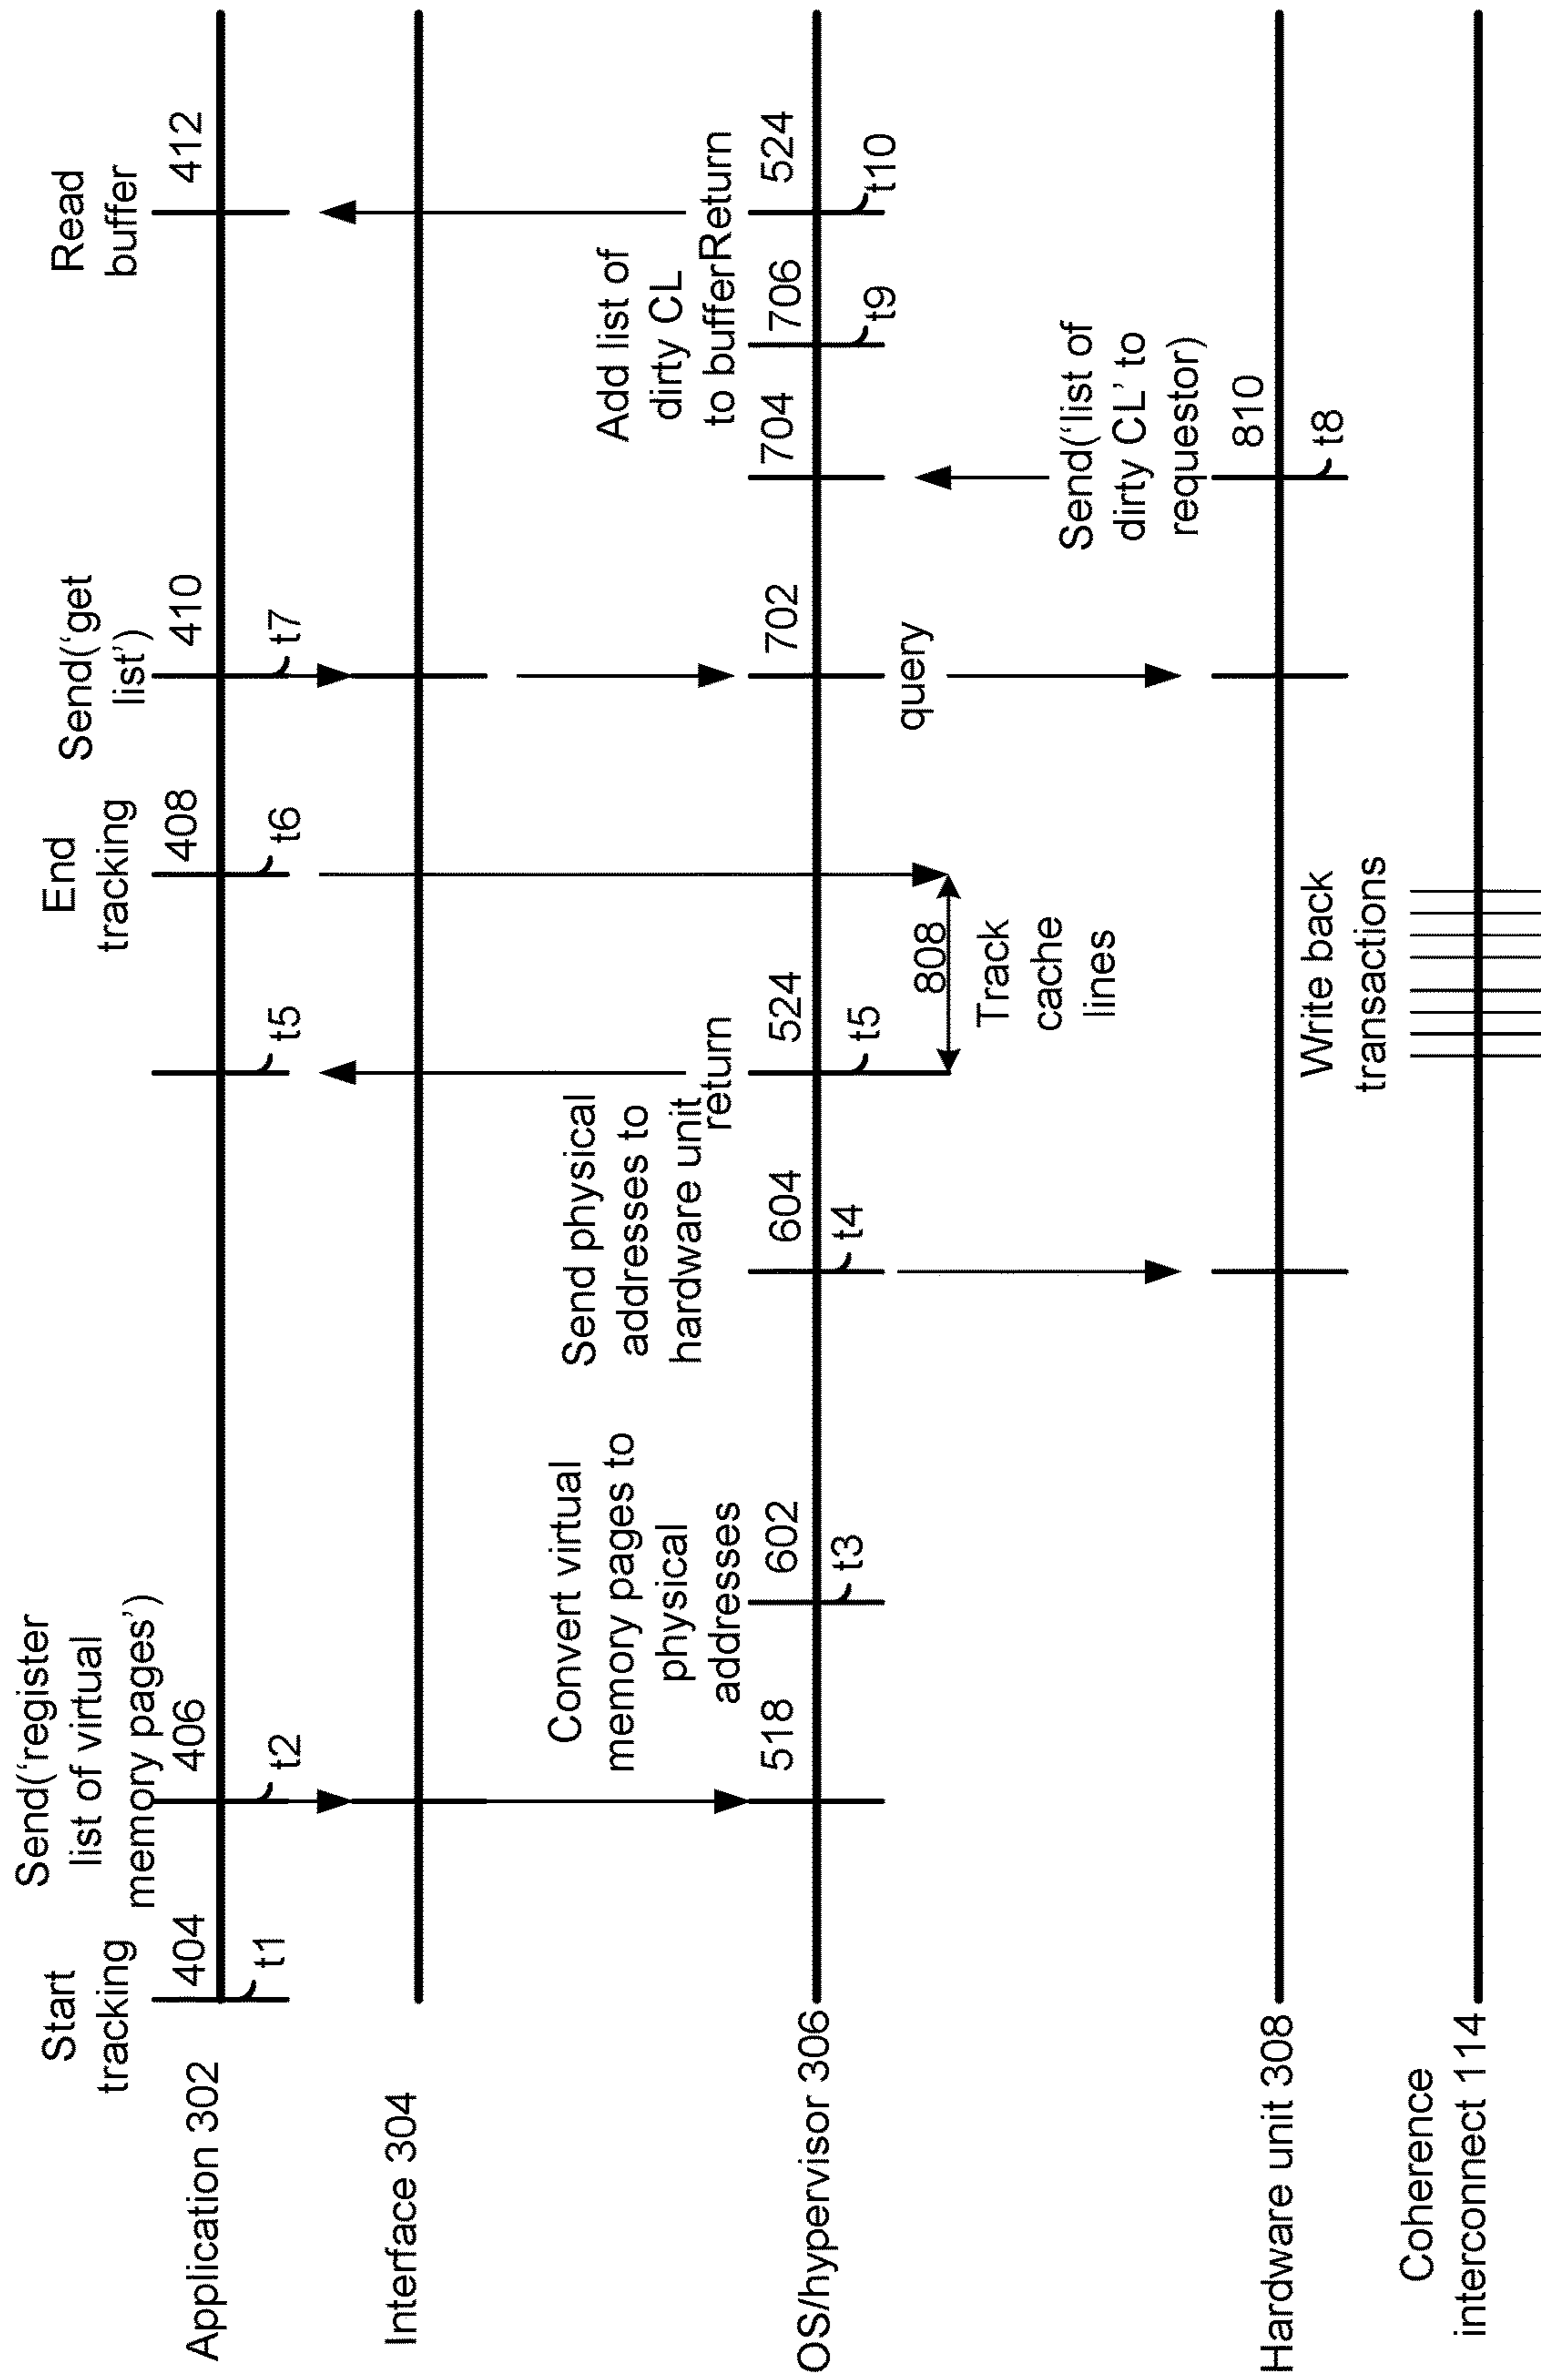 Start
tracking
404
t1
Send(‘register
list of virtual
memory pages’)
406
t2
t5
End
tracking
408
t6
Send(‘get
list’)
410
t7
Read
buffer
412
Application 302
Interface 304
Convert virtual
memory pages to
physical
addresses
518
602
t3
Send physical
addresses to
hardware unit
604
t4
return
524
t5
808
Track
cache
lines
702
query
Add list of
dirty CL
to buffer
704
706
t9
Return
524
t10
OS/hypervisor 306
Send(‘list of
dirty CL’ to
requestor)
810
t8
Hardware unit 308
Write back
transactions
Coherence
interconnect 114